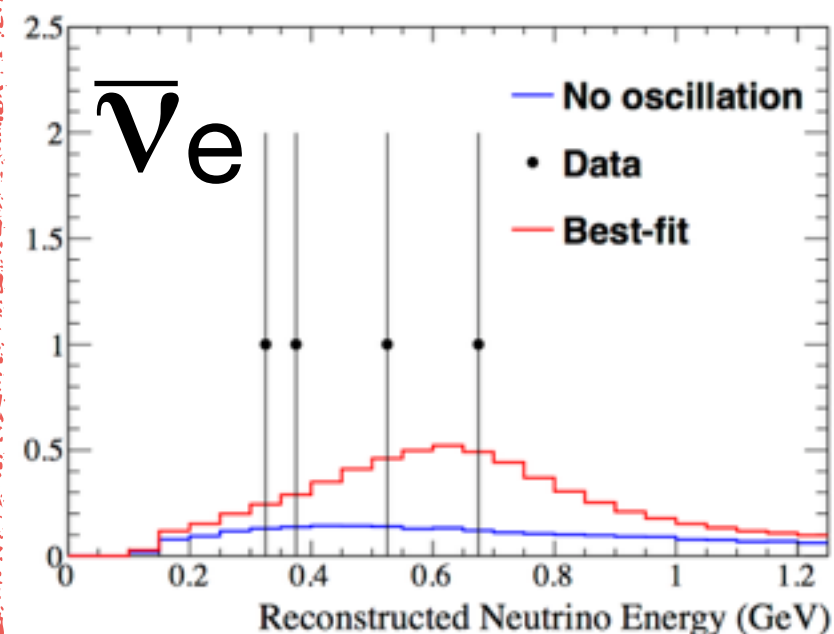 2.5
ν̅e
No oscillation
2
Data
1.5
Best-fit
1
0.5
0
0 0.2 0.4 0.6 0.8 1 1.2
Reconstructed Neutrino Energy (GeV)